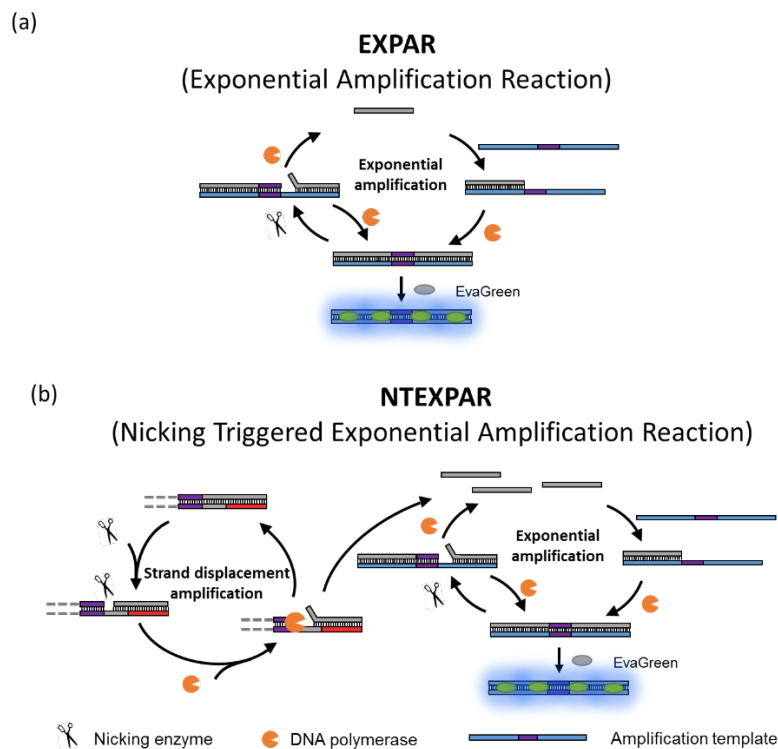 (a)
EXPAR
(Exponential Amplification Reaction)
Exponential
amplification
EvaGreen
(b)
NTEXPAR
(Nicking Triggered Exponential Amplification Reaction)
Strand displacement
amplification
Exponential
amplification
EvaGreen
Nicking enzyme
DNA polymerase
Amplification template